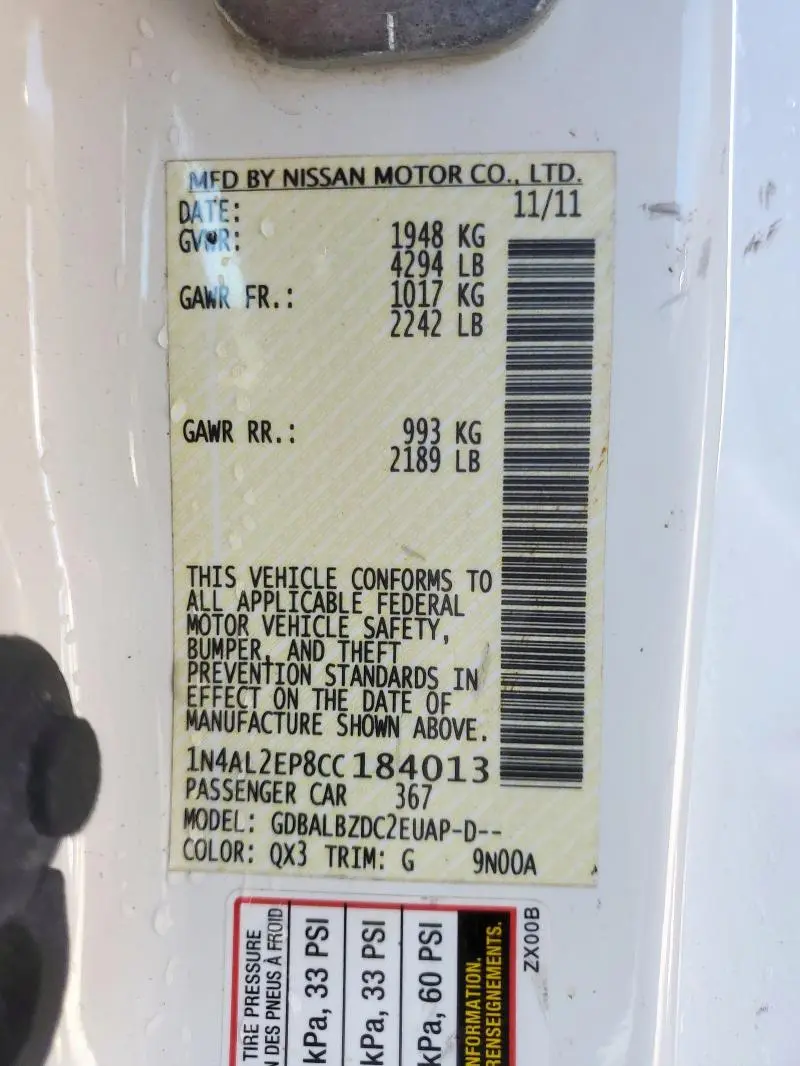 MFD BY NISSAN MOTOR CO., LTD.
DATE: 11/11
GVWR: 1948 KG
4294 LB
GAWR FR.: 1017 KG
2242 LB
GAWR RR.: 993 KG
2189 LB
THIS VEHICLE CONFORMS TO
ALL APPLICABLE FEDERAL
MOTOR VEHICLE SAFETY,
BUMPER, AND THEFT
PREVENTION STANDARDS IN
EFFECT ON THE DATE OF
MANUFACTURE SHOWN ABOVE.
1N4AL2EP8CC184013
PASSENGER CAR 367
MODEL: GDBALBZDC2EUAP-D--
COLOR: QX3 TRIM: G 9N00A
TIRE PRESSURE
DES PNEUS À FROID
kPa, 33 PSI
kPa, 33 PSI
kPa, 60 PSI
ZX00B